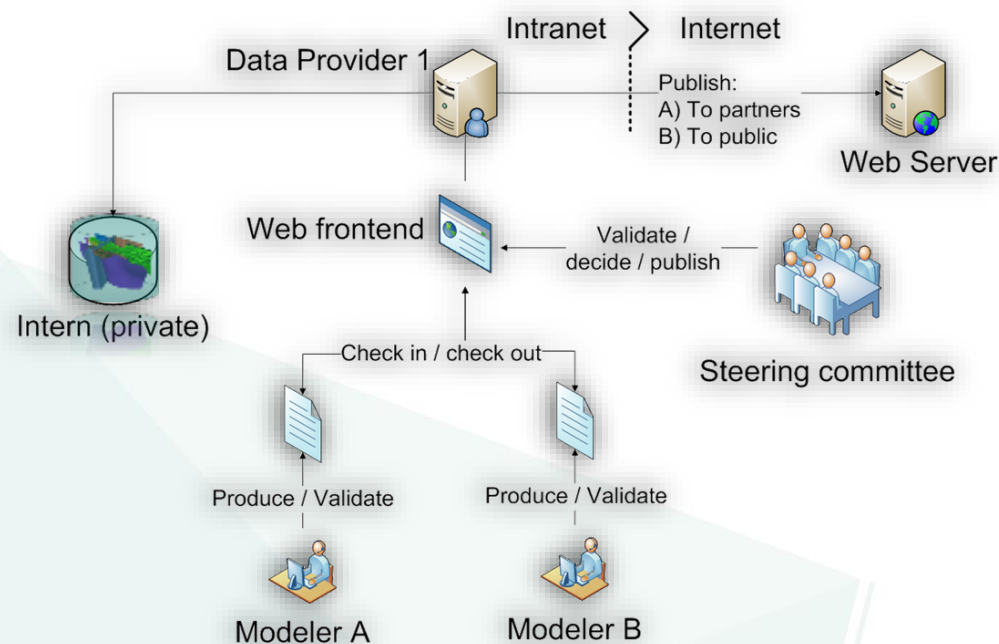 Intranet
Internet
Data Provider 1
Publish:
A) To partners
B) To public
Web Server
Web frontend
Validate /
decide / publish
Intern (private)
Check in / check out
Steering committee
Produce / Validate
Produce / Validate
Modeler A
Modeler B